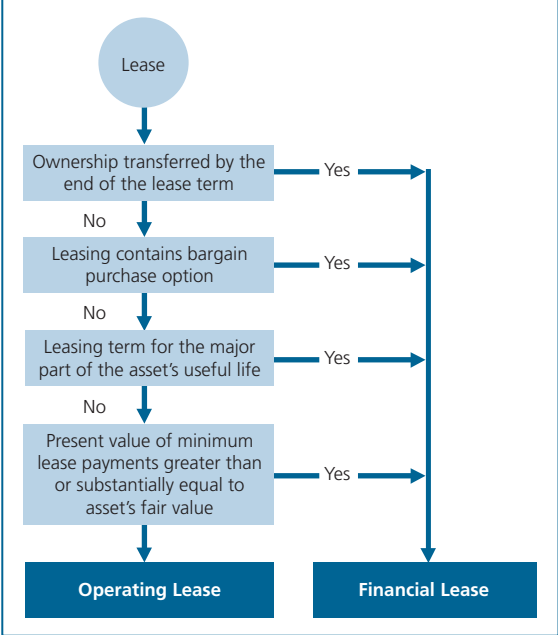 Lease
Ownership transferred by the
end of the lease term
Yes
No
Leasing contains bargain
purchase option
Yes
No
Leasing term for the major
part of the asset’s useful life
Yes
No
Present value of minimum
lease payments greater than
or substantially equal to
asset’s fair value
Yes
Operating Lease
Financial Lease